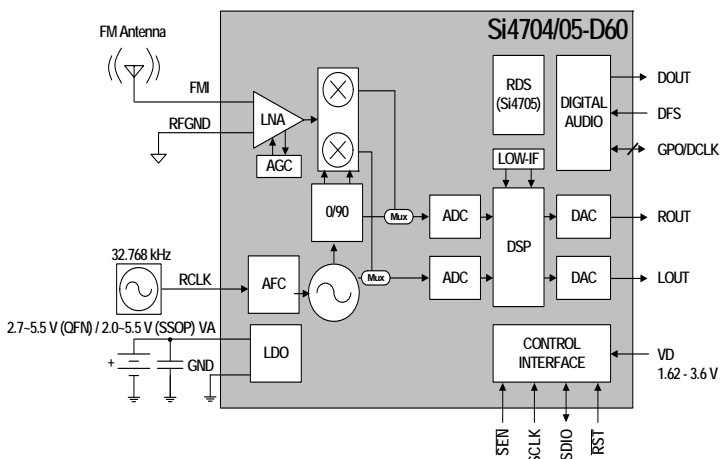 Si4704/05-D60
FM Antenna
FMI
RFGND
LNA
AGC
0/90
32.768 kHz
RCLK
AFC
2.7~5.5 V (QFN) / 2.0~5.5 V (SSOP) VA
+
GND
LDO
Mux
Mux
ADC
ADC
RDS
(Si4705)
LOW-IF
DSP
DIGITAL
AUDIO
DAC
DAC
DOUT
DFS
GPO/DCLK
ROUT
LOUT
CONTROL
INTERFACE
VD
1.62 - 3.6 V
SEN
SCLK
SDIO
RST